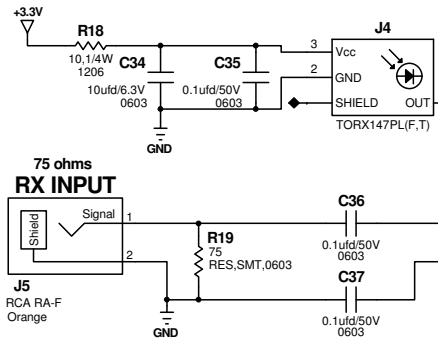 +3.3V
R18
10,1/4W
1206
C34
10ufd/6.3V
0603
C35
0.1ufd/50V
0603
GND
J4
3 Vcc
2 GND
SHIELD OUT
TORX147PL(F,T)
75 ohms
RX INPUT
Shield
Signal
1
2
J5
RCA RA-F
Orange
R19
75
RES,SMT,0603
GND
C36
0.1ufd/50V
0603
C37
0.1ufd/50V
0603